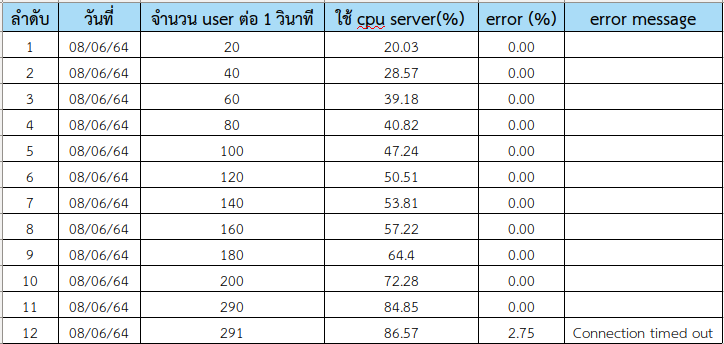 ลำดับ วันที่ จำนวน user ต่อ 1 วินาที ใช้ cpu server(%) error (%) error message
1 08/06/64 20 20.03 0.00
2 08/06/64 40 28.57 0.00
3 08/06/64 60 39.18 0.00
4 08/06/64 80 40.82 0.00
5 08/06/64 100 47.24 0.00
6 08/06/64 120 50.51 0.00
7 08/06/64 140 53.81 0.00
8 08/06/64 160 57.22 0.00
9 08/06/64 180 64.4 0.00
10 08/06/64 200 72.28 0.00
11 08/06/64 290 84.85 0.00
12 08/06/64 291 86.57 2.75 Connection timed out